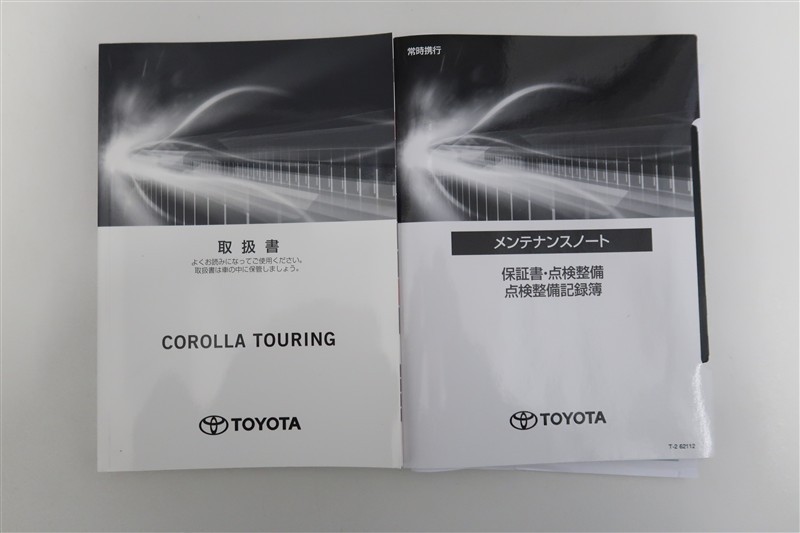 取扱書
よくお読みになってご使用ください。
取扱書は車の中に保管しましょう。
COROLLA TOURING
TOYOTA
常時携行
メンテナンスノート
保証書・点検整備
点検整備記録簿
TOYOTA
T-2 62112